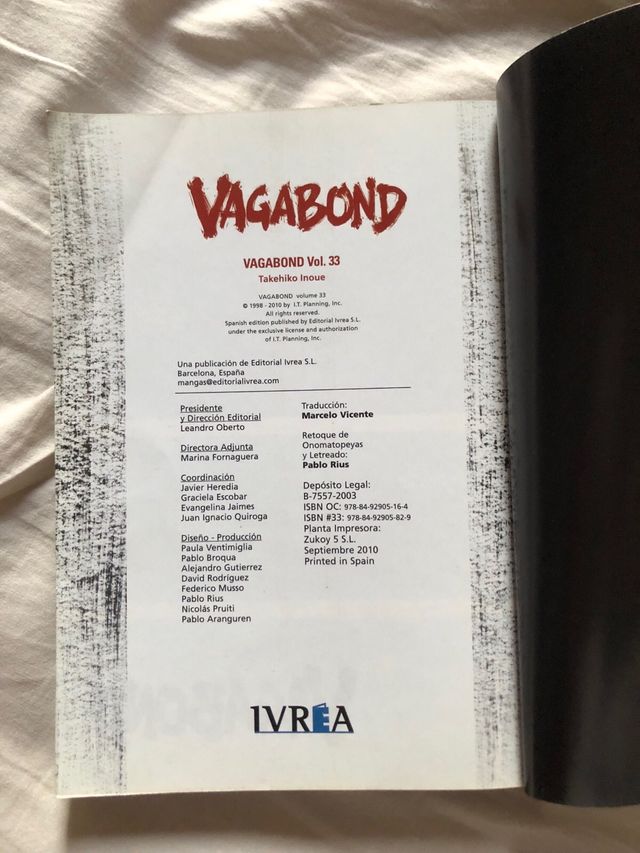 VAGABOND
VAGABOND Vol. 33
Takehiko Inoue
VAGABOND volume 33
© 1998 - 2010 by I.T. Planning, Inc.
All rights reserved.
Spanish edition published by Editorial Ivrea S.L.
under the exclusive license and authorization
of I.T. Planning, Inc.
Una publicación de Editorial Ivrea S.L.
Barcelona, España
mangas@editorialivrea.com
Presidente
y Dirección Editorial
Leandro Oberto
Directora Adjunta
Marina Fornaguera
Coordinación
Javier Heredia
Graciela Escobar
Evangelina Jaimes
Juan Ignacio Quiroga
Diseño - Producción
Paula Ventimiglia
Pablo Broqua
Alejandro Gutierrez
David Rodríguez
Federico Musso
Pablo Rius
Nicolás Pruiti
Pablo Aranguren
Traducción:
Marcelo Vicente
Retoque de
Onomatopeyas
y Letreado:
Pablo Rius
Depósito Legal:
B-7557-2003
ISBN OC: 978-84-92905-16-4
ISBN #33: 978-84-92905-82-9
Planta Impresora:
Zukoy 5 S.L.
Septiembre 2010
Printed in Spain
IVREA